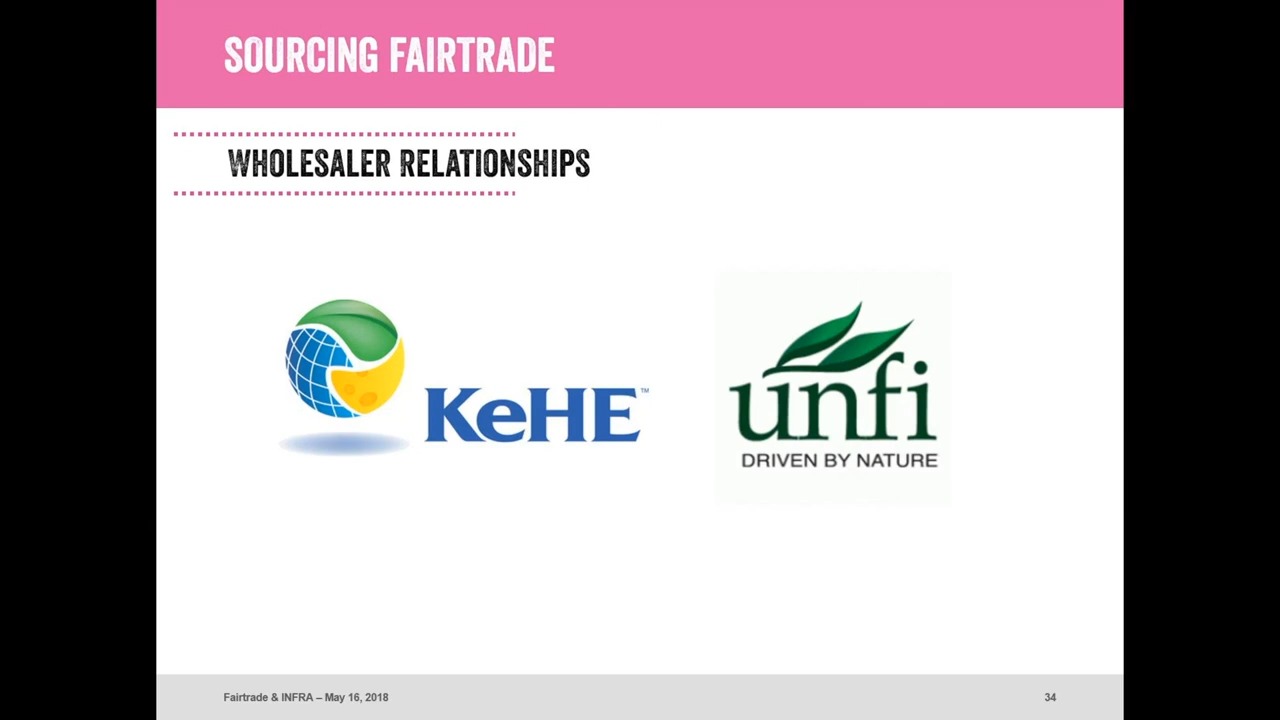 SOURCING FAIRTRADE
WHOLESALER RELATIONSHIPS
KeHE™
unfi
DRIVEN BY NATURE
Fairtrade & INFRA – May 16, 2018
34